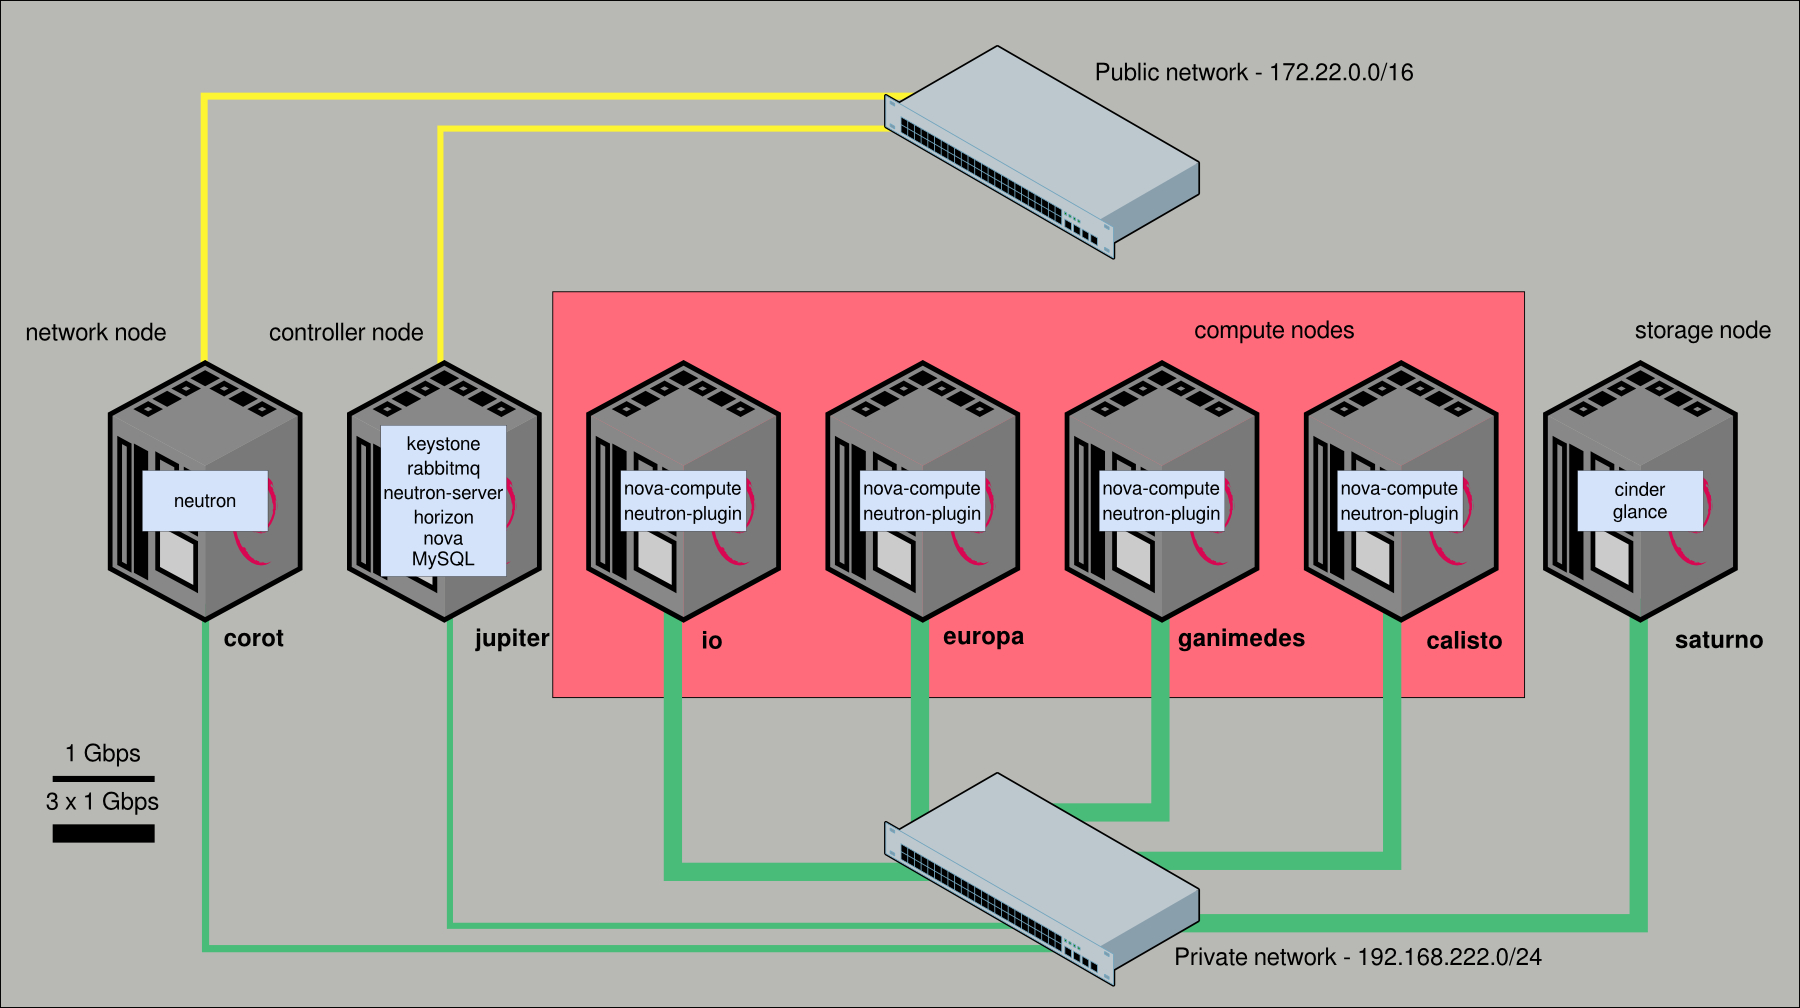 Public network - 172.22.0.0/16
network node
controller node
compute nodes
storage node
neutron
keystone
rabbitmq
neutron-server
horizon
nova
MySQL
nova-compute
neutron-plugin
nova-compute
neutron-plugin
nova-compute
neutron-plugin
nova-compute
neutron-plugin
cinder
glance
corot
jupiter
io
europa
ganimedes
calisto
saturno
1 Gbps
3 x 1 Gbps
Private network - 192.168.222.0/24